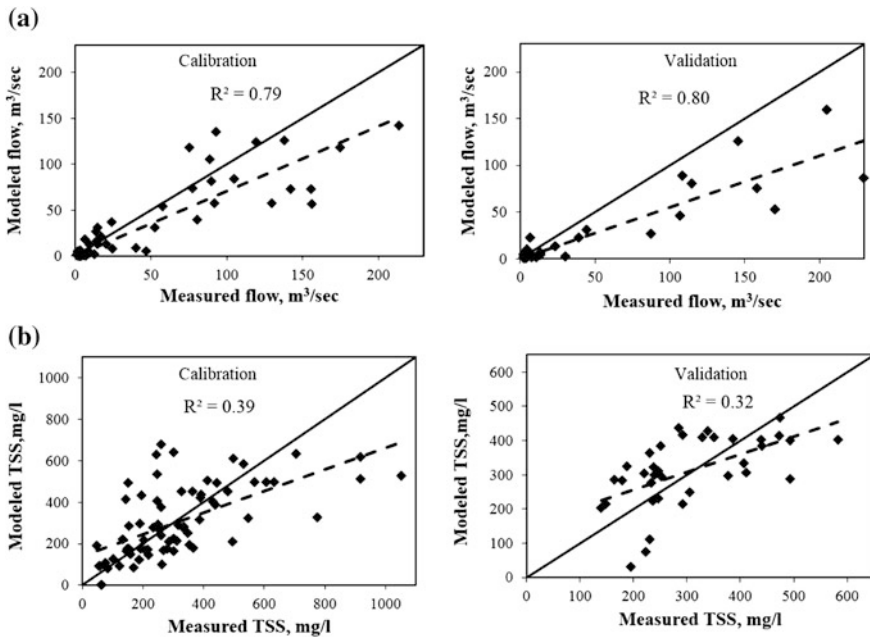 (a)
Calibration
R² = 0.79
Modeled flow, m³/sec
200
150
100
50
0
0 50 100 150 200
Measured flow, m³/sec
Validation
R² = 0.80
Modeled flow, m³/sec
200
150
100
50
0
0 50 100 150 200
Measured flow, m³/sec
(b)
Calibration
R² = 0.39
Modeled TSS,mg/l
1000
800
600
400
200
0
0 200 400 600 800 1000
Measured TSS, mg/l
Validation
R² = 0.32
Modeled TSS,mg/l
600
500
400
300
200
100
0
0 100 200 300 400 500 600
Measured TSS, mg/l